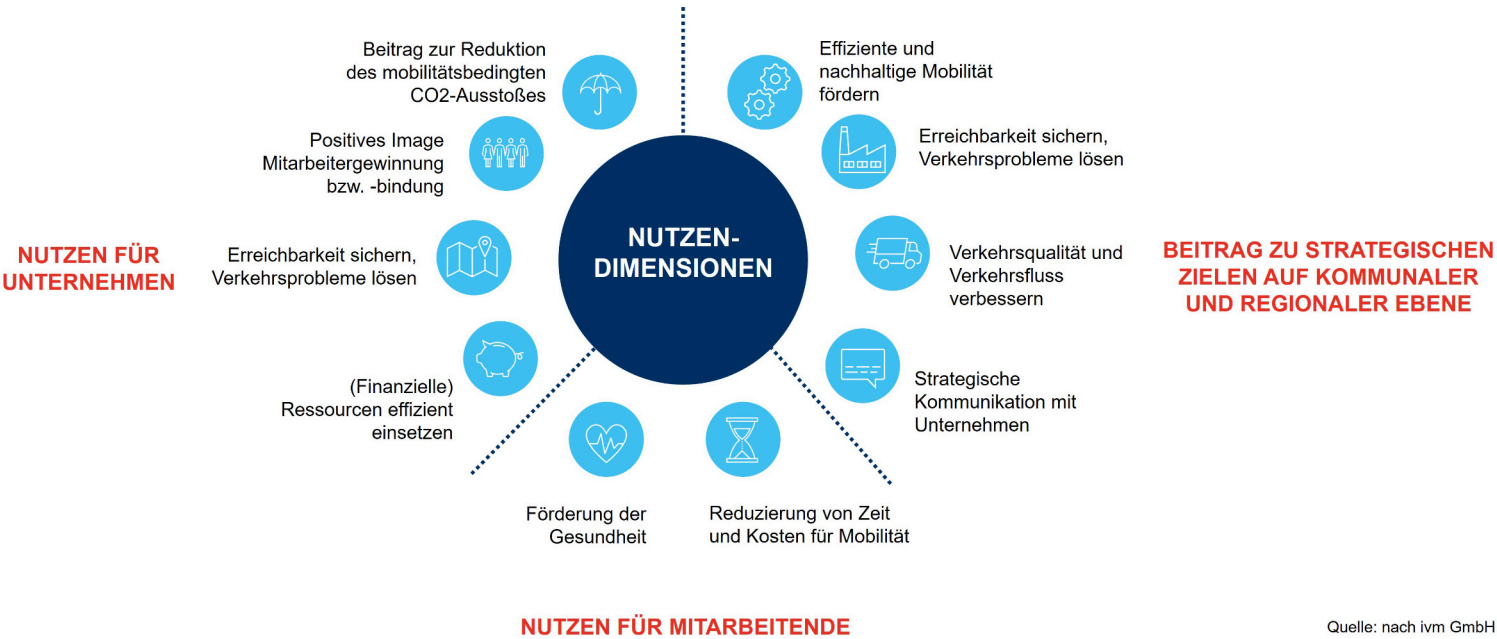 Beitrag zur Reduktion
des mobilitätsbedingten
CO2-Ausstoßes
Positives Image
Mitarbeitergewinnung
bzw. -bindung
Erreichbarkeit sichern,
Verkehrsprobleme lösen
(Finanzielle)
Ressourcen effizient
einsetzen
NUTZEN FÜR
UNTERNEHMEN
NUTZEN-
DIMENSIONEN
Effiziente und
nachhaltige Mobilität
fördern
Erreichbarkeit sichern,
Verkehrsprobleme lösen
Verkehrsqualität und
Verkehrsfluss
verbessern
Strategische
Kommunikation mit
Unternehmen
BEITRAG ZU STRATEGISCHEN
ZIELEN AUF KOMMUNALER
UND REGIONALER EBENE
Förderung der
Gesundheit
Reduzierung von Zeit
und Kosten für Mobilität
NUTZEN FÜR MITARBEITENDE
Quelle: nach ivm GmbH